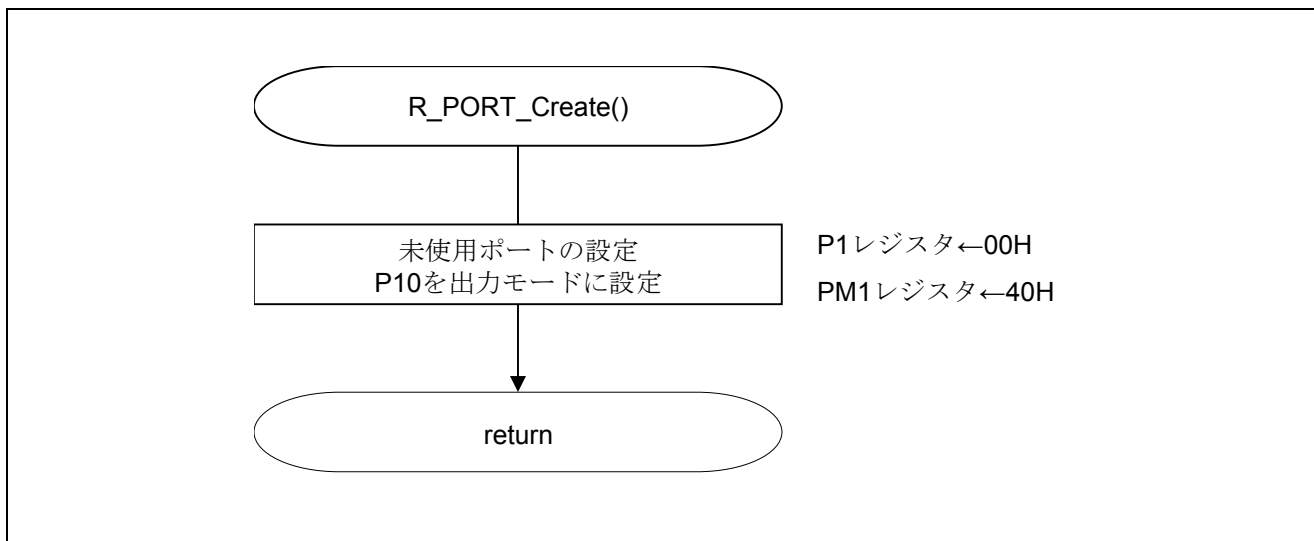 R_PORT_Create()
未使用ポートの設定
P10を出力モードに設定
P1レジスタ←00H
PM1レジスタ←40H
return